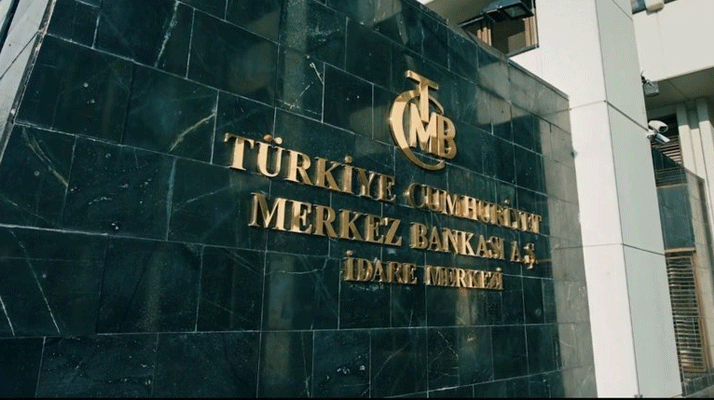 TCMB
TÜRKİYE CUMHURİYET
MERKEZ BANKASI A.Ş.
İDARE MERKEZİ